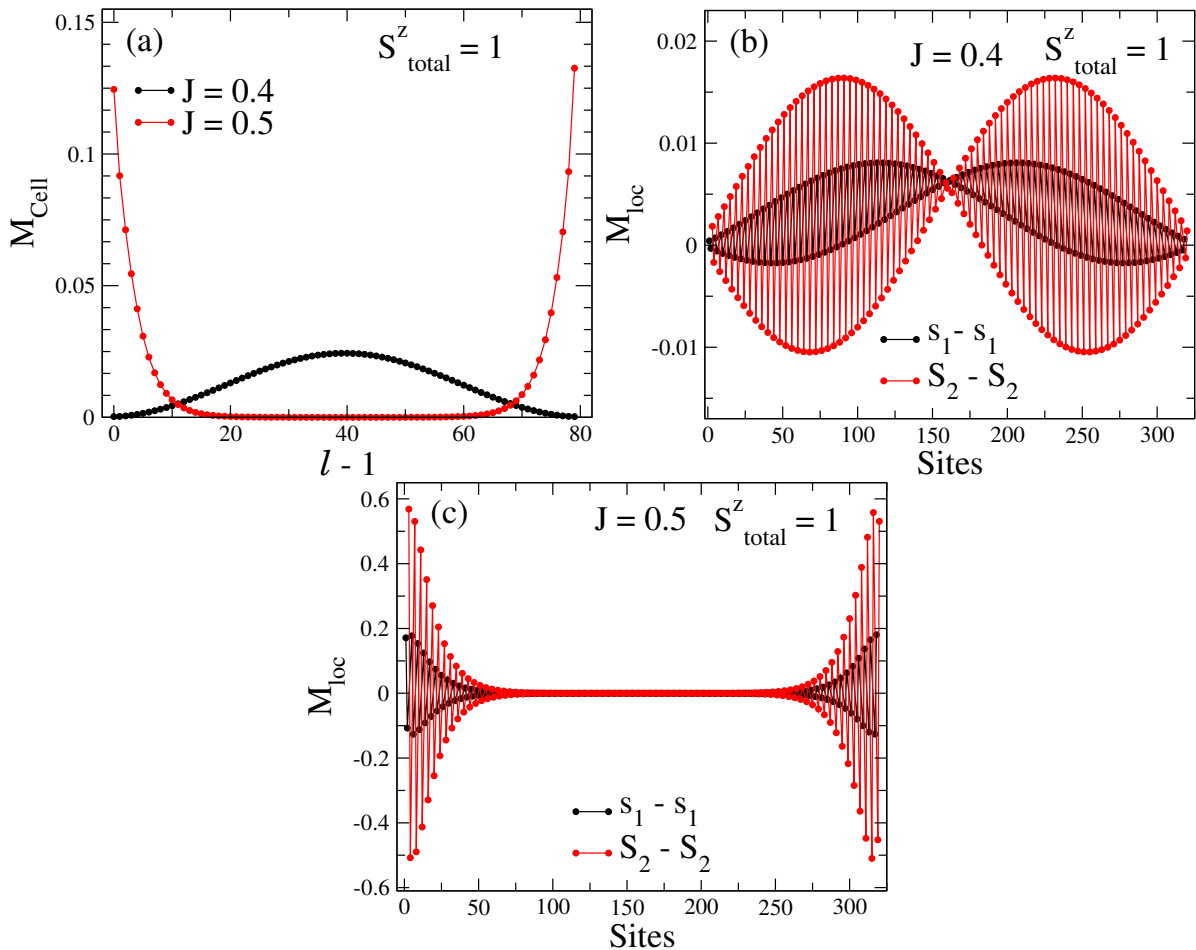 (a)
S^z_total = 1
J = 0.4
J = 0.5
M_Cell
0.15
0.1
0.05
0
0 20 40 60 80
l - 1
(b)
J = 0.4 S^z_total = 1
M_loc
0.02
0.01
0
-0.01
s_1 - s_1
S_2 - S_2
0 50 100 150 200 250 300
Sites
(c)
J = 0.5 S^z_total = 1
M_loc
0.6
0.4
0.2
0
-0.2
-0.4
-0.6
s_1 - s_1
S_2 - S_2
0 50 100 150 200 250 300
Sites